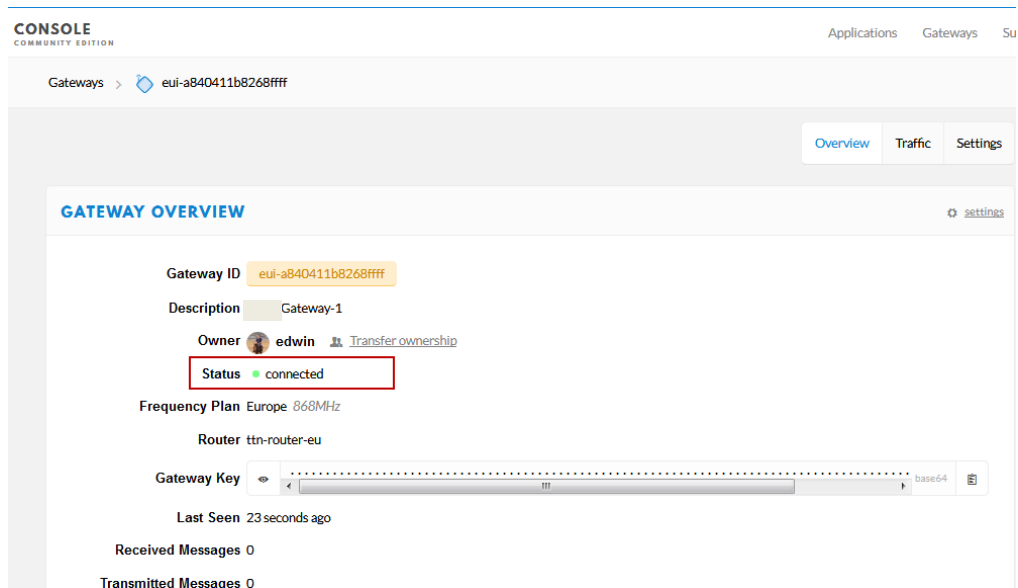 CONSOLE
COMMUNITY EDITION
Applications Gateways Su
Gateways > eui-a840411b8268ffff
Overview Traffic Settings
GATEWAY OVERVIEW
settings
Gateway ID eui-a840411b8268ffff
Description Gateway-1
Owner edwin Transfer ownership
Status connected
Frequency Plan Europe 868MHz
Router ttn-router-eu
Gateway Key base64
Last Seen 23 seconds ago
Received Messages 0
Transmitted Messages 0